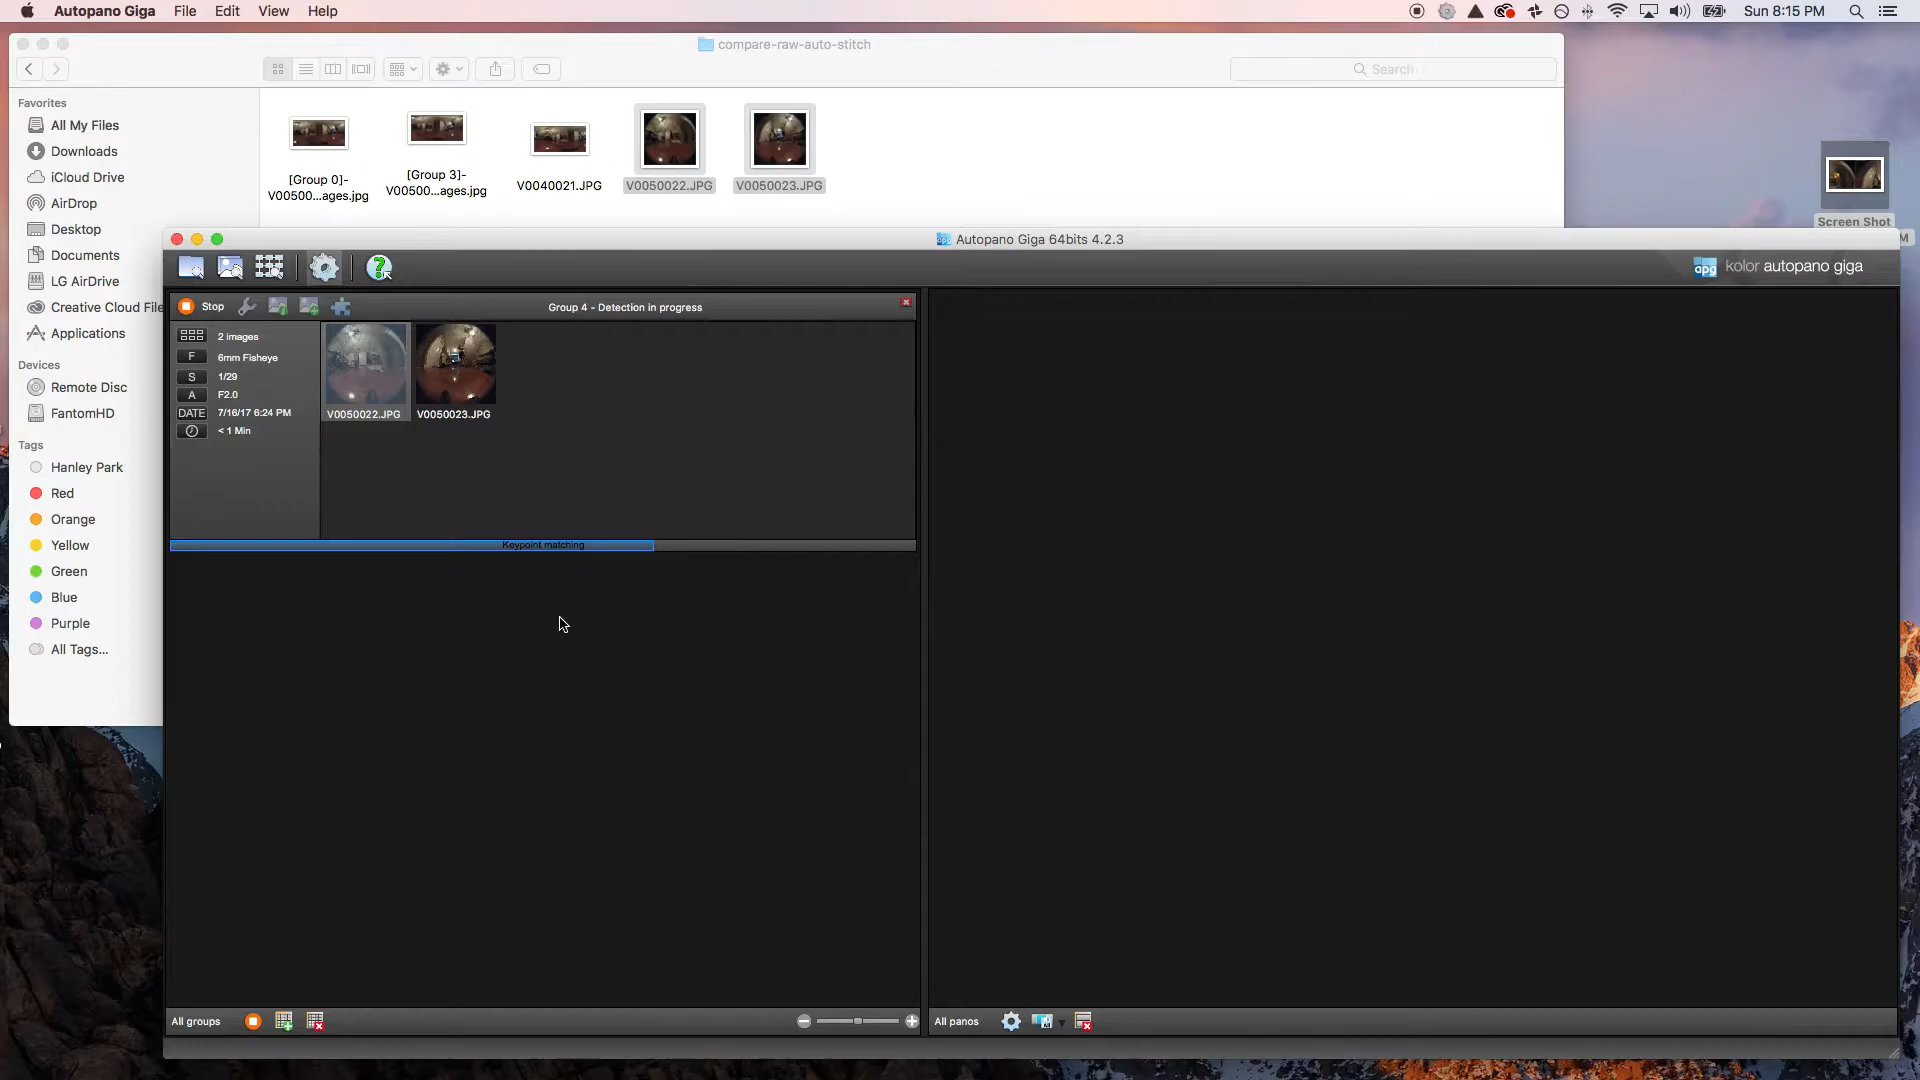 Autopano Giga File Edit View Help
Sun 8:15 PM
compare-raw-auto-stitch
Search
Favorites
All My Files
Downloads
iCloud Drive
AirDrop
Desktop
Documents
LG AirDrive
Creative Cloud File
Applications
Devices
Remote Disc
FantomHD
Tags
Hanley Park
Red
Orange
Yellow
Green
Blue
Purple
All Tags...
[Group 0]-
V00500...ages.jpg
[Group 3]-
V00500...ages.jpg
V0040021.JPG
V0050022.JPG
V0050023.JPG
Screen Shot
M
Autopano Giga 64bits 4.2.3
apg kolor autopano giga
Stop
Group 4 - Detection in progress
2 images
F 6mm Fisheye
S 1/29
A F2.0
DATE 7/16/17 6:24 PM
< 1 Min
V0050022.JPG
V0050023.JPG
Keypoint matching
All groups
All panos